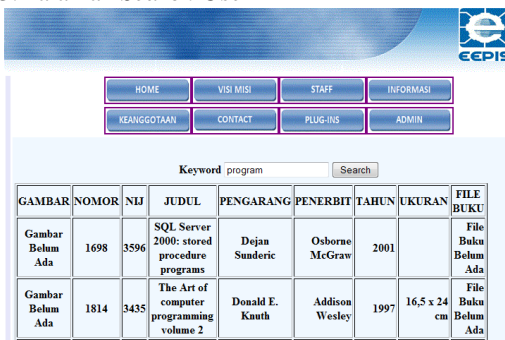 EEPIS
HOME VISI MISI STAFF INFORMASI
KEANGGOTAAN CONTACT PLUG-INS ADMIN
Keyword program Search
GAMBAR NOMOR NIJ JUDUL PENGARANG PENERBIT TAHUN UKURAN FILE BUKU
Gambar Belum Ada 1698 3596 SQL Server 2000: stored procedure programs Dejan Sunderic Osborne McGraw 2001 File Buku Belum Ada
Gambar Belum Ada 1814 3435 The Art of computer programming volume 2 Donald E. Knuth Addison Wesley 1997 16,5 x 24 cm File Buku Belum Ada